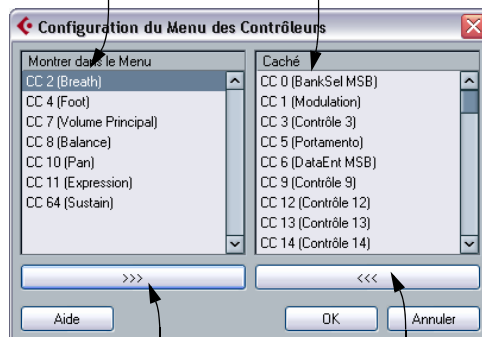 Configuration du Menu des Contrôleurs
Montrer dans le Menu
CC 2 (Breath)
CC 4 (Foot)
CC 7 (Volume Principal)
CC 8 (Balance)
CC 10 (Pan)
CC 11 (Expression)
CC 64 (Sustain)
Caché
CC 0 (BankSel MSB)
CC 1 (Modulation)
CC 3 (Contrôle 3)
CC 5 (Portamento)
CC 6 (DataEnt MSB)
CC 9 (Contrôle 9)
CC 12 (Contrôle 12)
CC 13 (Contrôle 13)
CC 14 (Contrôle 14)
>>>
<<<
Aide
OK
Annuler